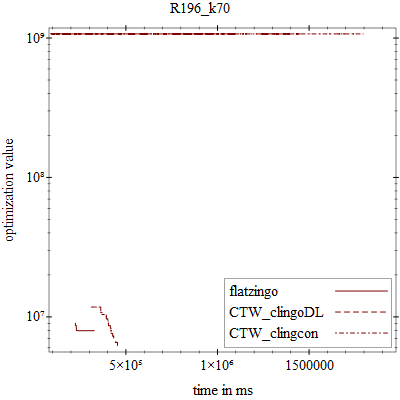 R196_k70
optimization value
10⁹
10⁸
10⁷
5×10⁵
1×10⁶
1500000
time in ms
flatzingo
CTW_clingoDL
CTW_clingcon